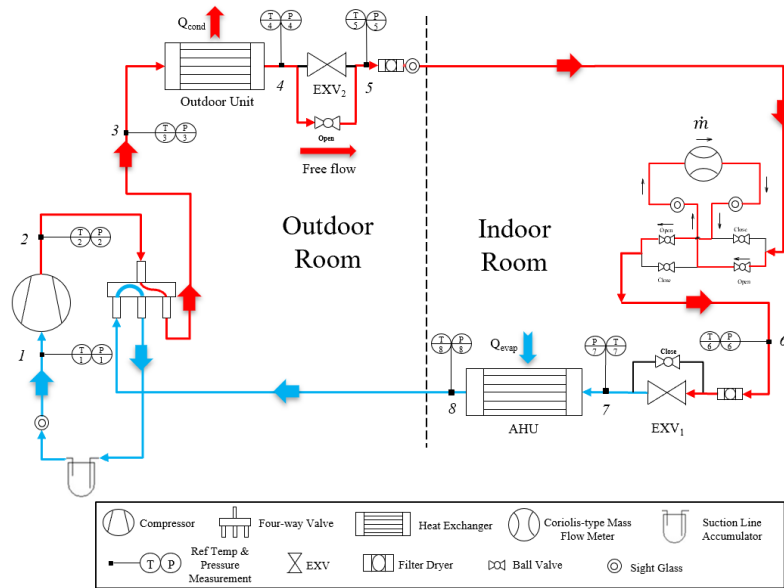 Q_cond
T 4
P 4
T 5
P 5
4
EXV₂
5
Outdoor Unit
Open
Free flow
3
T 3
P 3
ṁ
2
T 2
P 2
Outdoor Room
Indoor Room
Open
Close
Close
Open
1
T 1
P 1
Q_evap
T 8
P 8
P 7
T 7
Close
T 6
P 6
6
8
AHU
7
EXV₁
Compressor
Four-way Valve
Heat Exchanger
Coriolis-type Mass Flow Meter
Suction Line Accumulator
T P
Ref Temp & Pressure Measurement
EXV
Filter Dryer
Ball Valve
Sight Glass